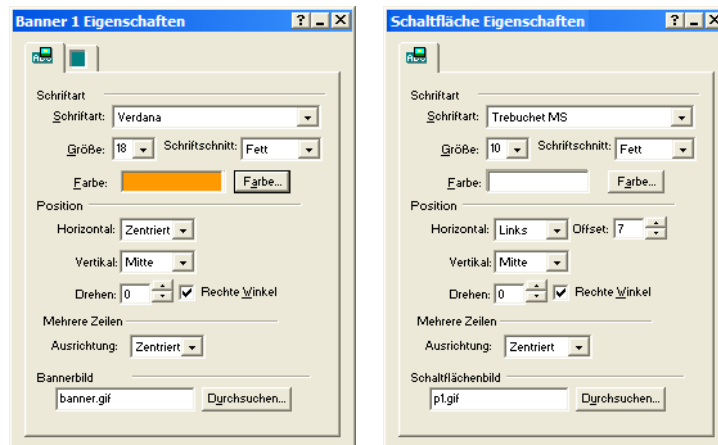 Banner 1 Eigenschaften
Schriftart
Schriftart: Verdana
Größe: 18 Schriftschnitt: Fett
Farbe: Farbe...
Position
Horizontal: Zentriert
Vertikal: Mitte
Drehen: 0 Rechte Winkel
Mehrere Zeilen
Ausrichtung: Zentriert
Bannerbild
banner.gif Durchsuchen...
Schaltfläche Eigenschaften
Schriftart
Schriftart: Trebuchet MS
Größe: 10 Schriftschnitt: Fett
Farbe: Farbe...
Position
Horizontal: Links Offset: 7
Vertikal: Mitte
Drehen: 0 Rechte Winkel
Mehrere Zeilen
Ausrichtung: Zentriert
Schaltflächenbild
p1.gif Durchsuchen...